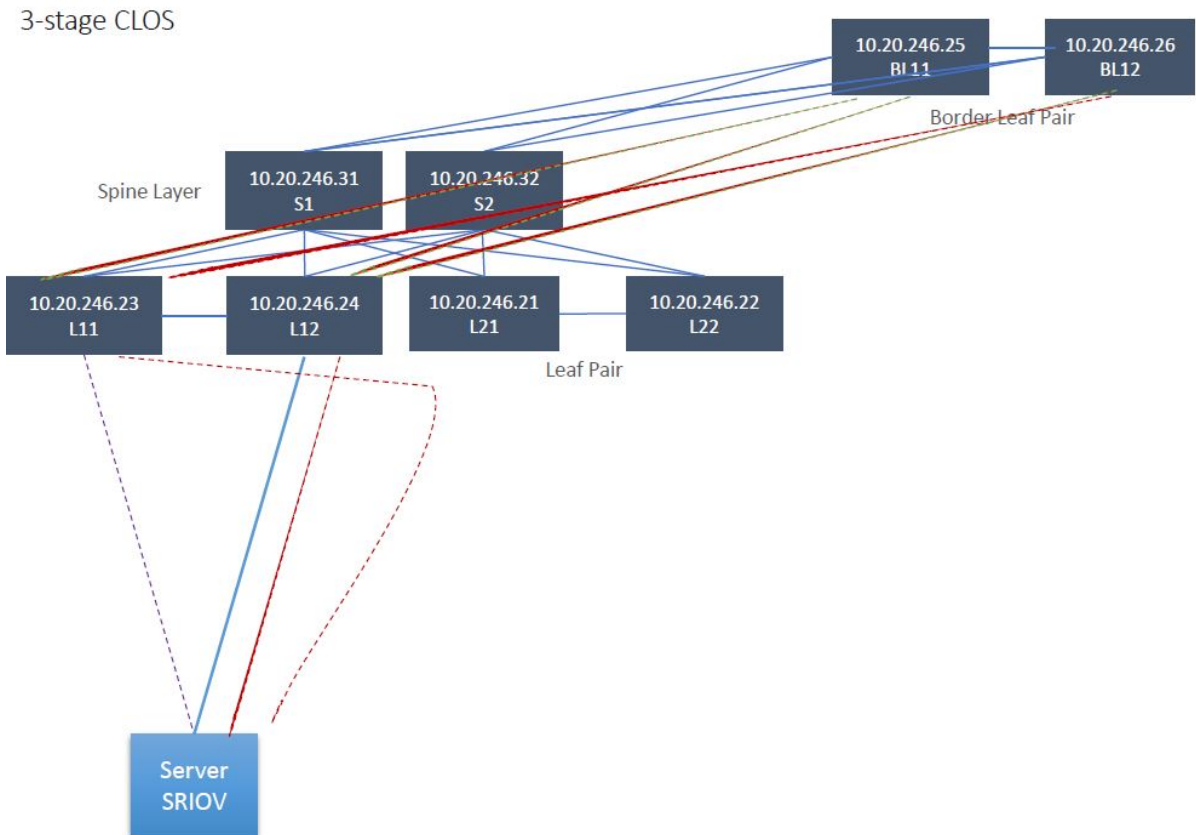 3-stage CLOS
10.20.246.25
BL11
10.20.246.26
BL12
Border Leaf Pair
Spine Layer
10.20.246.31
S1
10.20.246.32
S2
10.20.246.23
L11
10.20.246.24
L12
10.20.246.21
L21
10.20.246.22
L22
Leaf Pair
Server
SRIOV